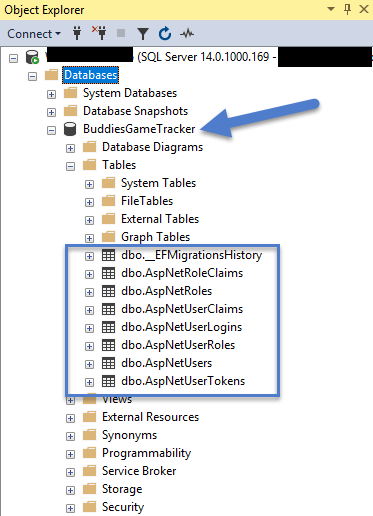 Object Explorer
Connect
(SQL Server 14.0.1000.169 -
Databases
System Databases
Database Snapshots
BuddiesGameTracker
Database Diagrams
Tables
System Tables
FileTables
External Tables
Graph Tables
dbo.__EFMigrationsHistory
dbo.AspNetRoleClaims
dbo.AspNetRoles
dbo.AspNetUserClaims
dbo.AspNetUserLogins
dbo.AspNetUserRoles
dbo.AspNetUsers
dbo.AspNetUserTokens
Views
External Resources
Synonyms
Programmability
Service Broker
Storage
Security